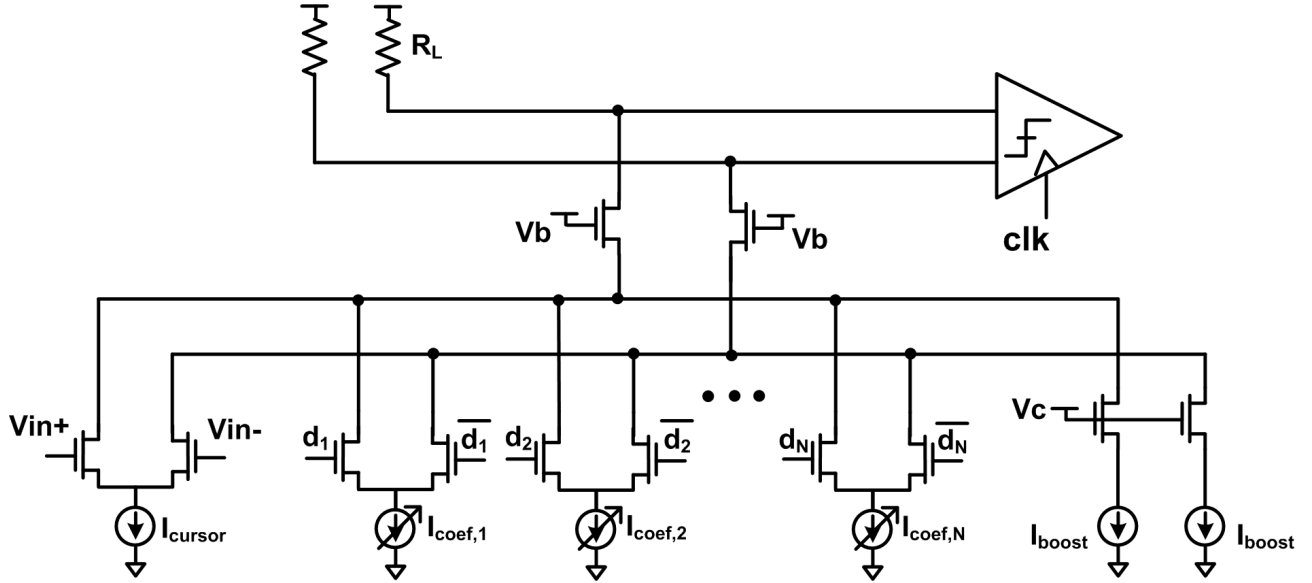 R_L
Vb
Vb
clk
Vin+
Vin-
d_1
d̅_1
d_2
d̅_2
d_N
d̅_N
Vc
I_cursor
I_coef,1
I_coef,2
I_coef,N
I_boost
I_boost